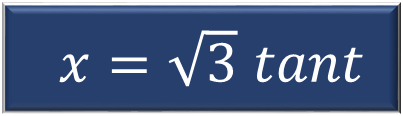 x = √3 tant